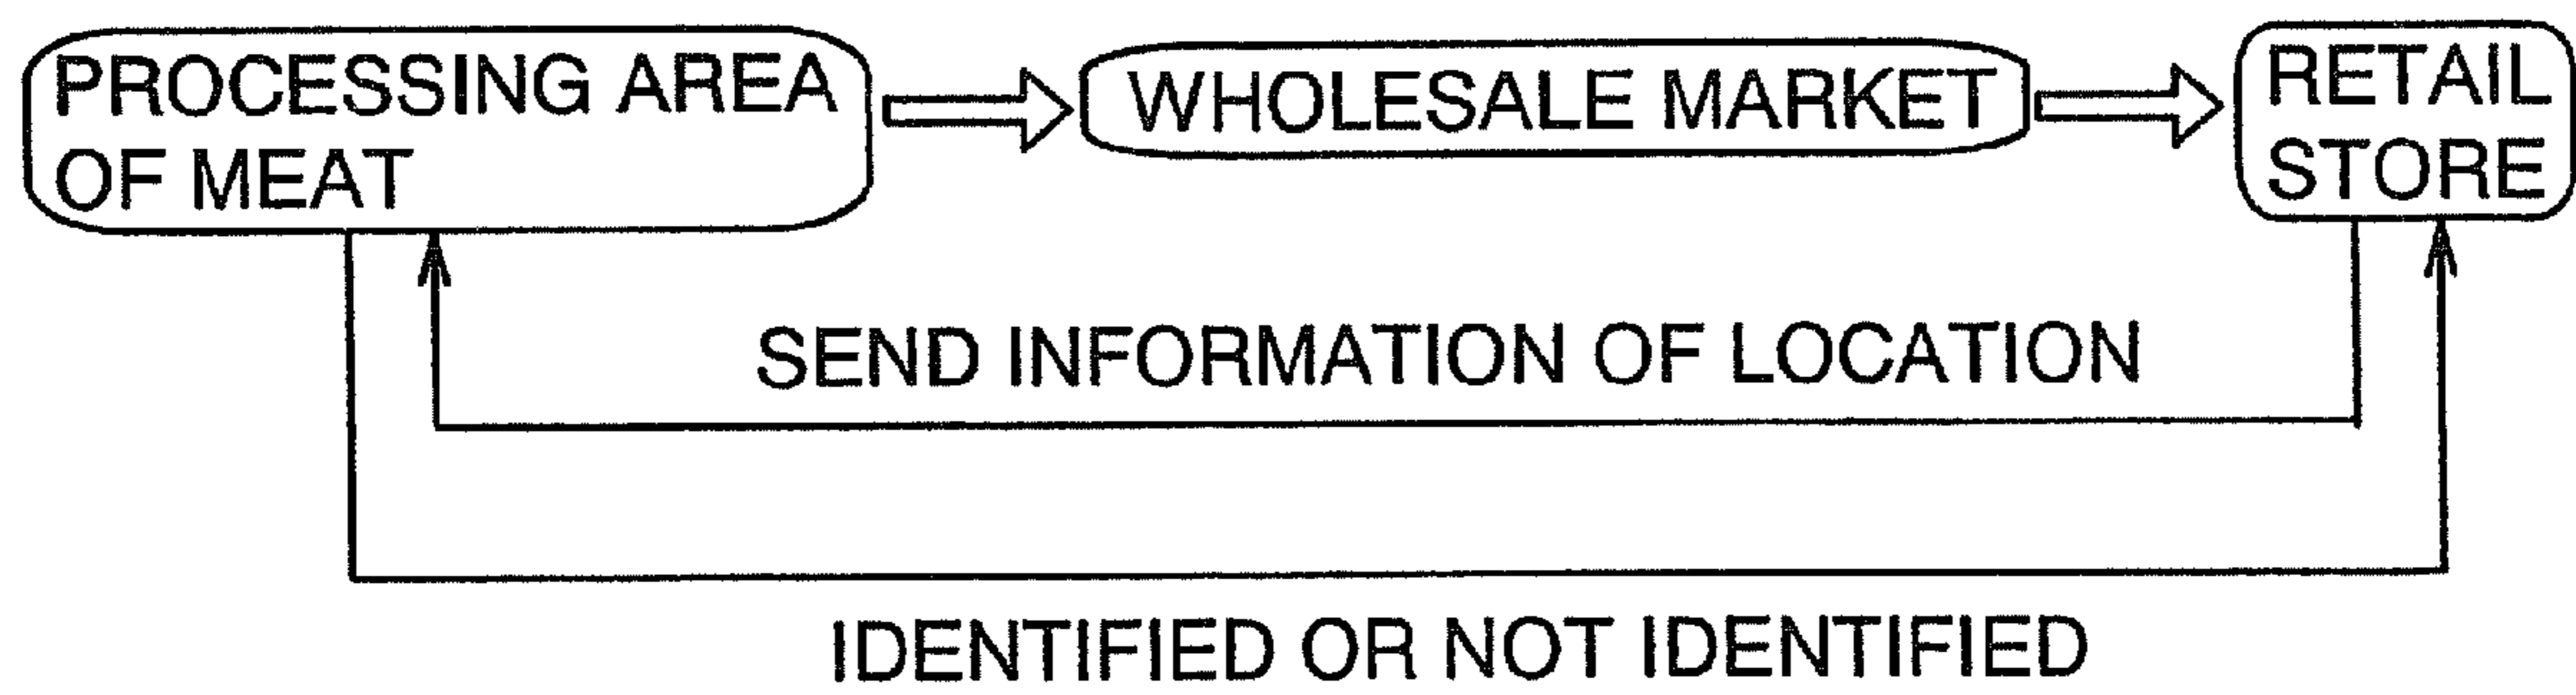 PROCESSING AREA
OF MEAT
WHOLESALE MARKET
RETAIL
STORE
SEND INFORMATION OF LOCATION
IDENTIFIED OR NOT IDENTIFIED